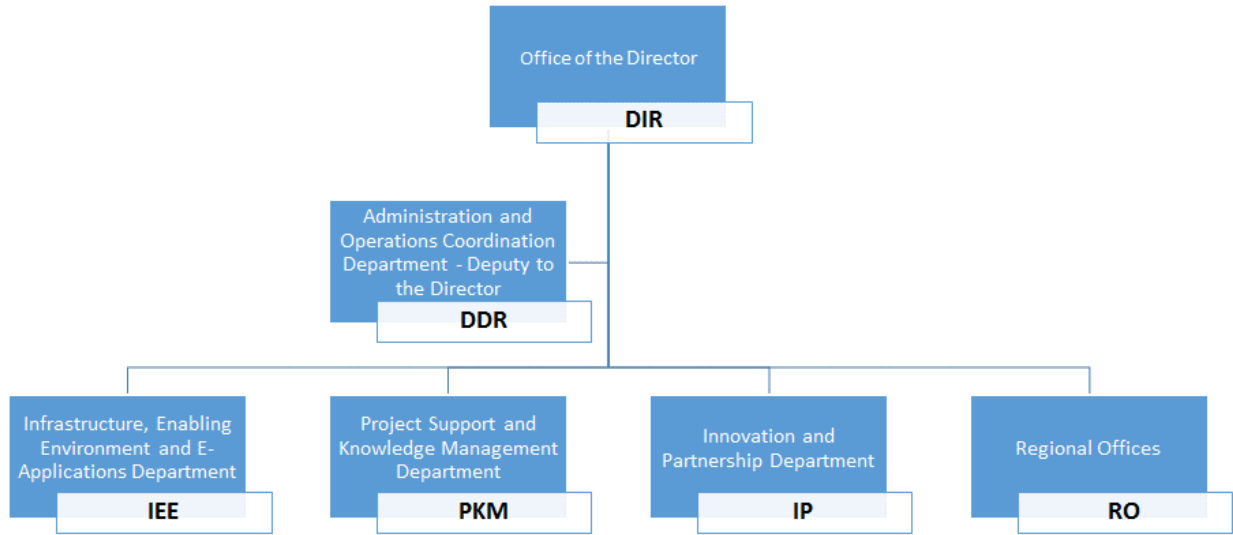 Office of the Director
DIR
Administration and
Operations Coordination
Department - Deputy to
the Director
DDR
Infrastructure, Enabling
Environment and E-
Applications Department
IEE
Project Support and
Knowledge Management
Department
PKM
Innovation and
Partnership Department
IP
Regional Offices
RO